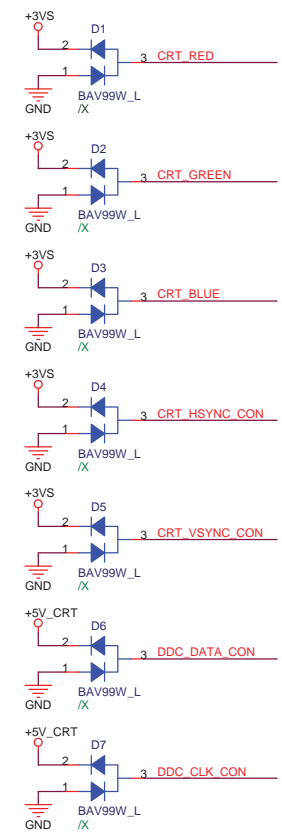 +3VS
D1
2
3 CRT_RED
1
BAV99W_L
GND /X
+3VS
D2
2
3 CRT_GREEN
1
BAV99W_L
GND /X
+3VS
D3
2
3 CRT_BLUE
1
BAV99W_L
GND /X
+3VS
D4
2
3 CRT_HSYNC_CON
1
BAV99W_L
GND /X
+3VS
D5
2
3 CRT_VSYNC_CON
1
BAV99W_L
GND /X
+5V_CRT
D6
2
3 DDC_DATA_CON
1
BAV99W_L
GND /X
+5V_CRT
D7
2
3 DDC_CLK_CON
1
BAV99W_L
GND /X